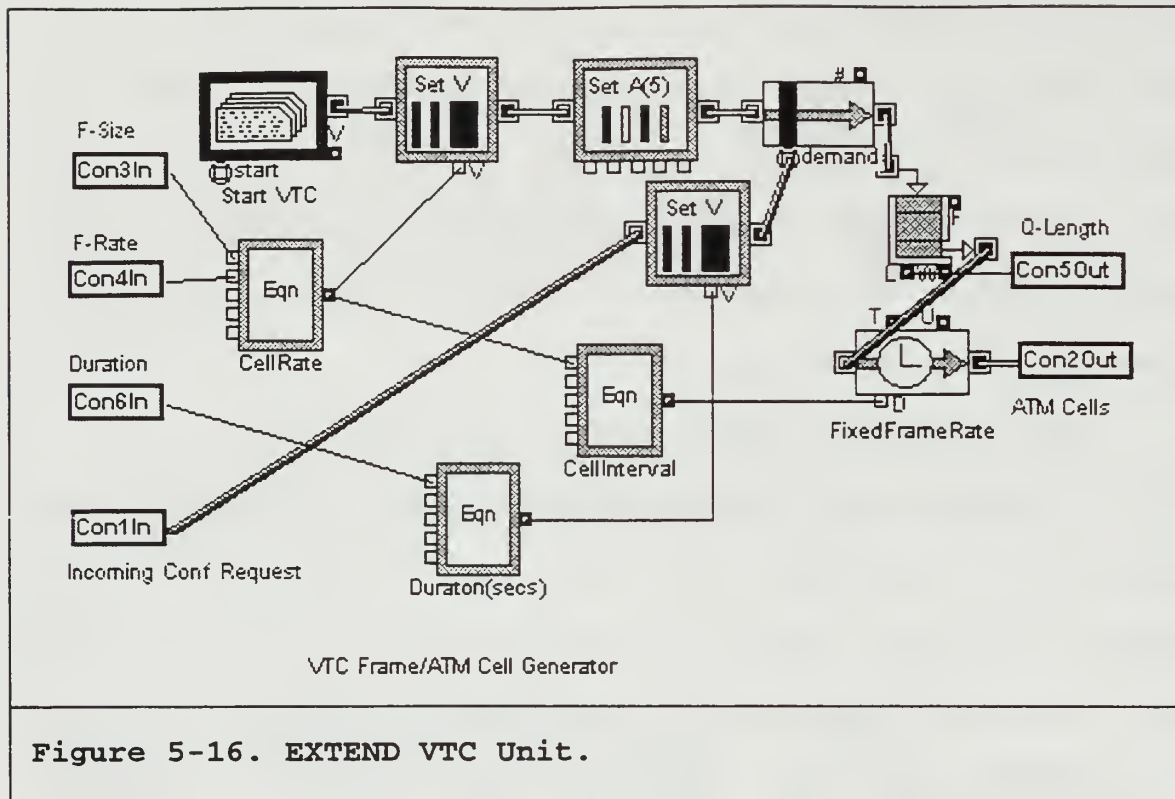 Set V
Set A(5)
V
start
Start VTC
V
demand
F-Size
Con3In
F-Rate
Con4In
Eqn
CellRate
Set V
V
F
L
Q-Length
Con5Out
T U
D
FixedFrameRate
Con2Out
ATM Cells
Duration
Con6In
Eqn
CellInterval
Eqn
Duraton(secs)
Con1In
Incoming Conf Request
VTC Frame/ATM Cell Generator
Figure 5-16. EXTEND VTC Unit.